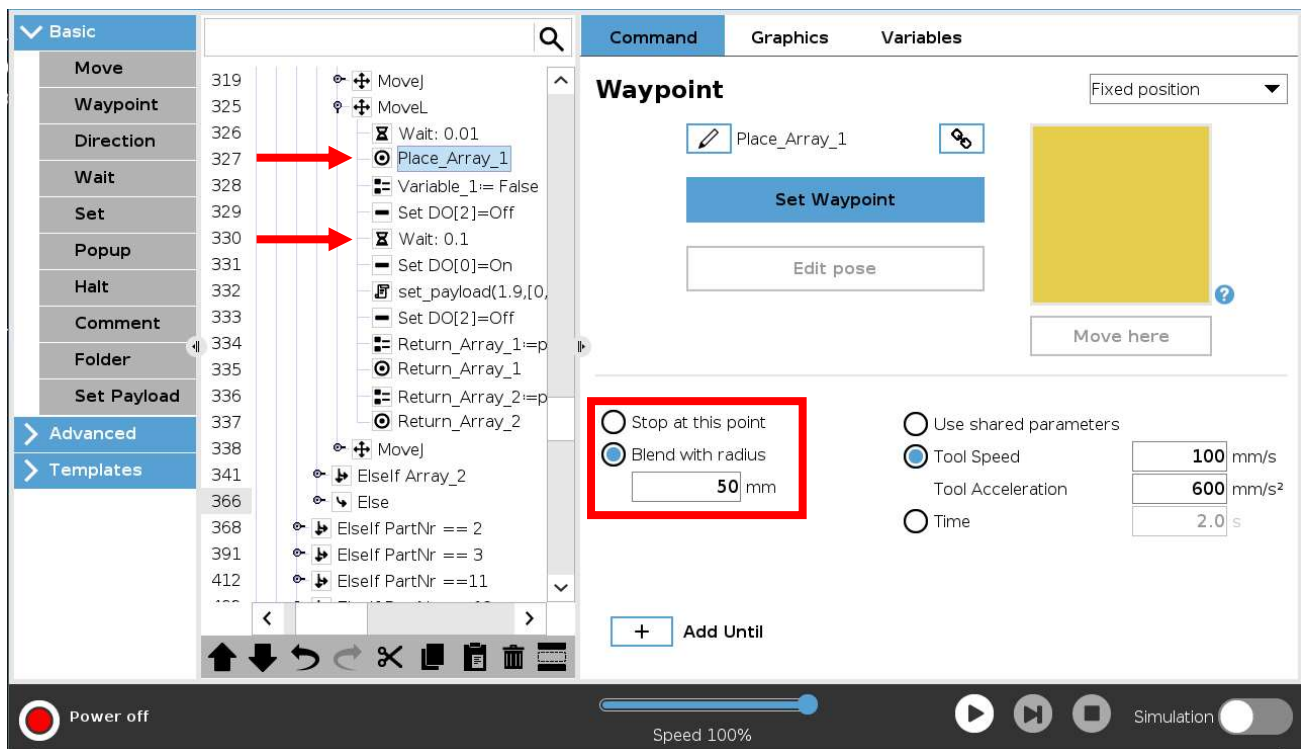 Basic
Move
Waypoint
Direction
Wait
Set
Popup
Halt
Comment
Folder
Set Payload
Advanced
Templates
319 MoveJ
325 MoveL
326 Wait: 0.01
327 Place_Array_1
328 Variable_1:= False
329 Set DO[2]=Off
330 Wait: 0.1
331 Set DO[0]=On
332 set_payload(1.9,[0,
333 Set DO[2]=Off
334 Return_Array_1:=p
335 Return_Array_1
336 Return_Array_2:=p
337 Return_Array_2
338 MoveJ
341 ElseIf Array_2
366 Else
368 ElseIf PartNr == 2
391 ElseIf PartNr == 3
412 ElseIf PartNr ==11
Command Graphics Variables
Waypoint Fixed position
Place_Array_1
Set Waypoint
Edit pose
?
Move here
Stop at this point
Blend with radius
50 mm
Use shared parameters
Tool Speed 100 mm/s
Tool Acceleration 600 mm/s²
Time 2.0 s
+ Add Until
Power off
Speed 100%
Simulation